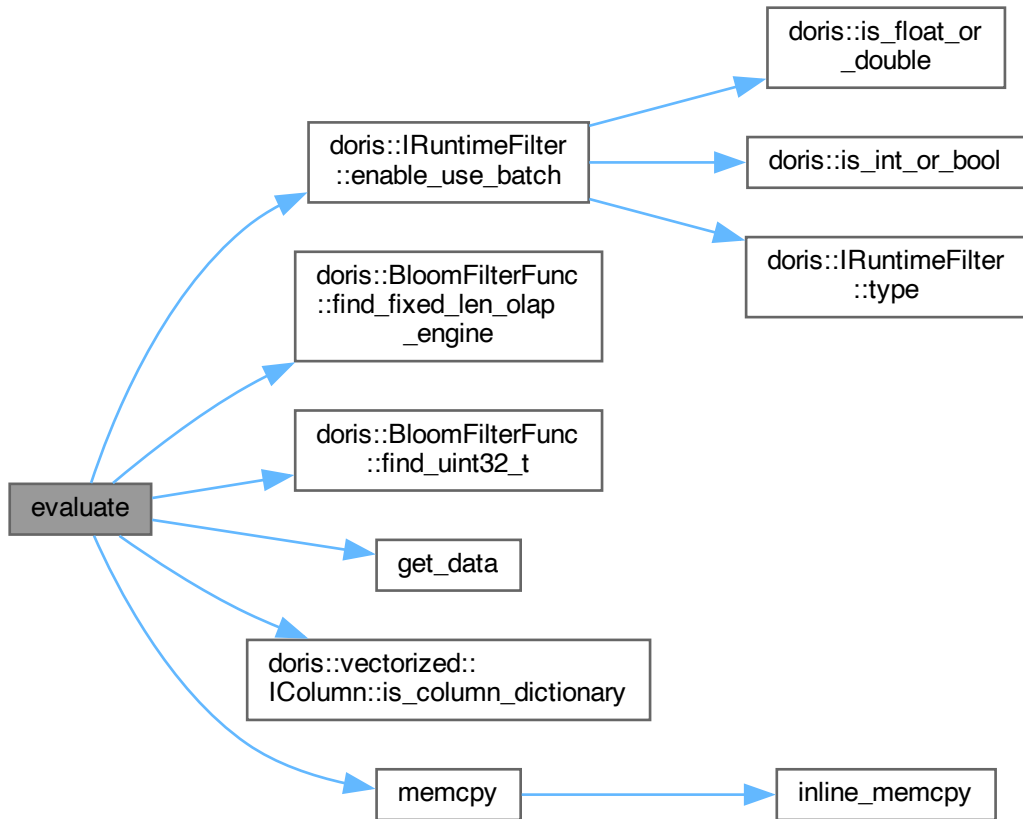 doris::is_float_or
_double
doris::IRuntimeFilter
::enable_use_batch
doris::is_int_or_bool
doris::IRuntimeFilter
::type
doris::BloomFilterFunc
::find_fixed_len_olap
_engine
doris::BloomFilterFunc
::find_uint32_t
evaluate
get_data
doris::vectorized::
IColumn::is_column_dictionary
memcpy
inline_memcpy